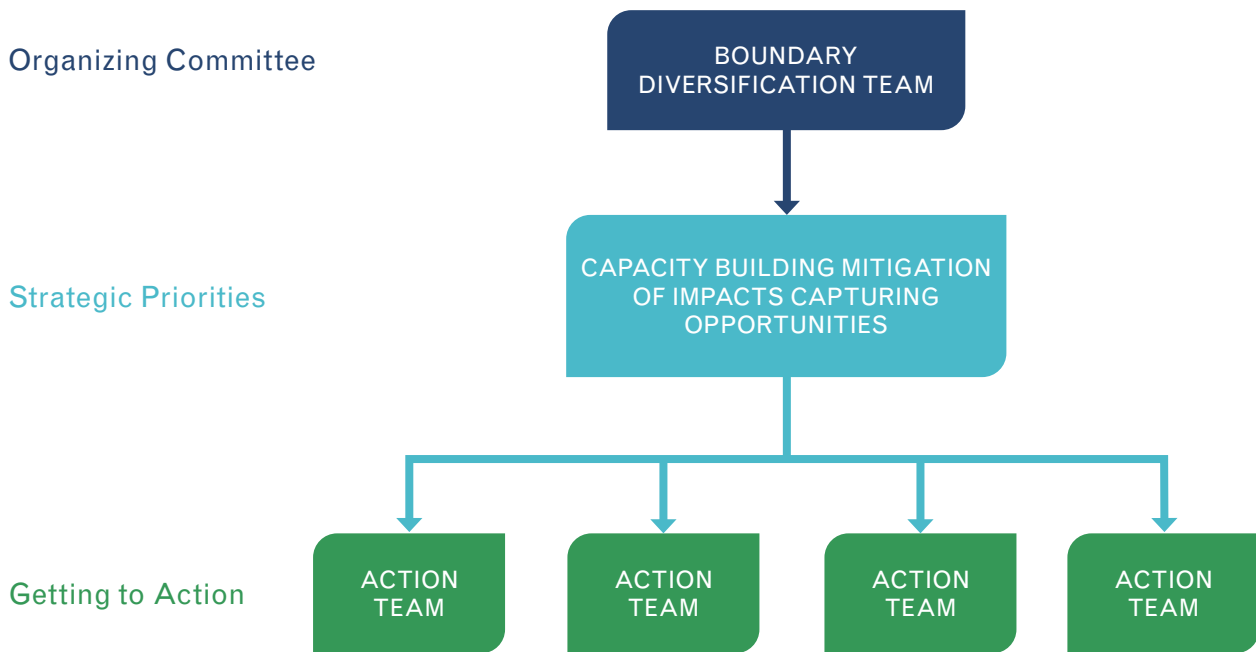 Organizing Committee
BOUNDARY
DIVERSIFICATION TEAM
Strategic Priorities
CAPACITY BUILDING MITIGATION
OF IMPACTS CAPTURING
OPPORTUNITIES
Getting to Action
ACTION
TEAM
ACTION
TEAM
ACTION
TEAM
ACTION
TEAM